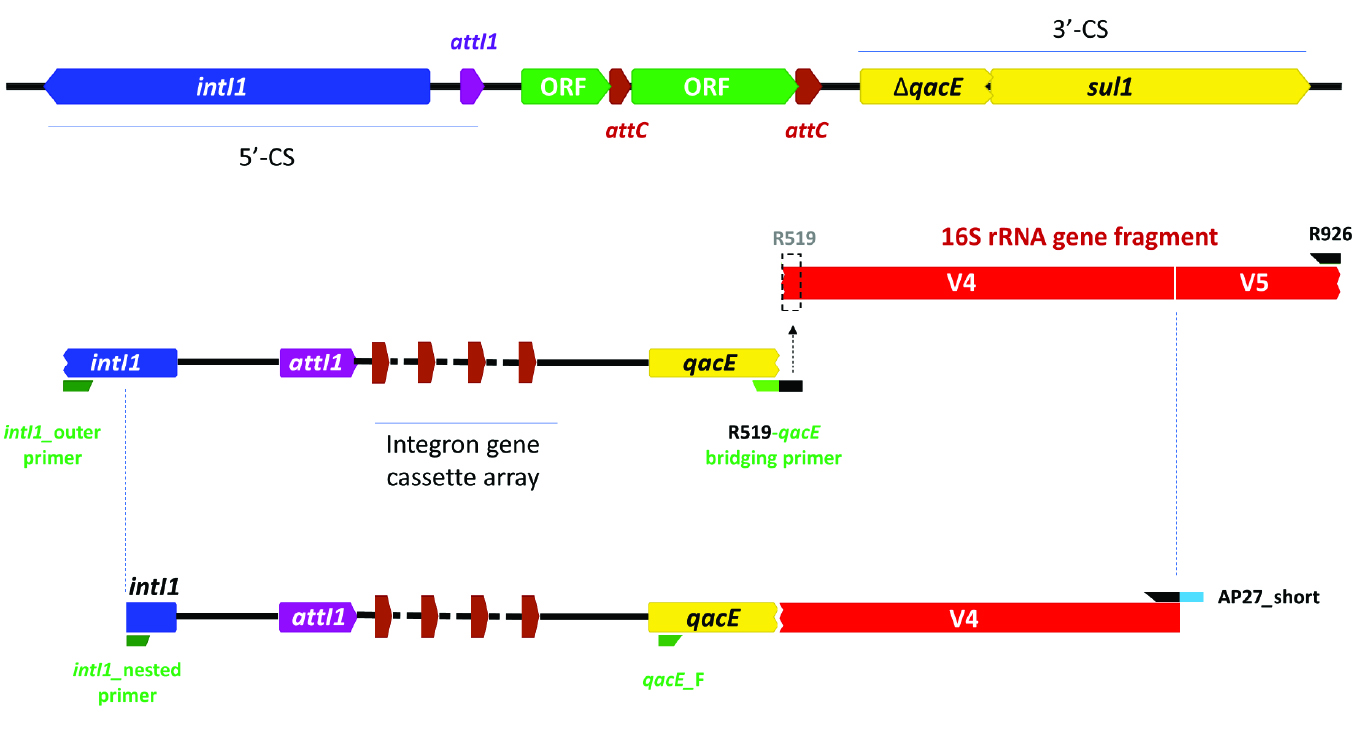 3’-CS
attI1
intI1
ORF
ORF
ΔqacE
sul1
attC
attC
5’-CS
R519
16S rRNA gene fragment
R926
V4
V5
intI1
attI1
qacE
intI1_outer
primer
Integron gene
cassette array
R519-qacE
bridging primer
intI1
AP27_short
attI1
qacE
V4
intI1_nested
primer
qacE_F